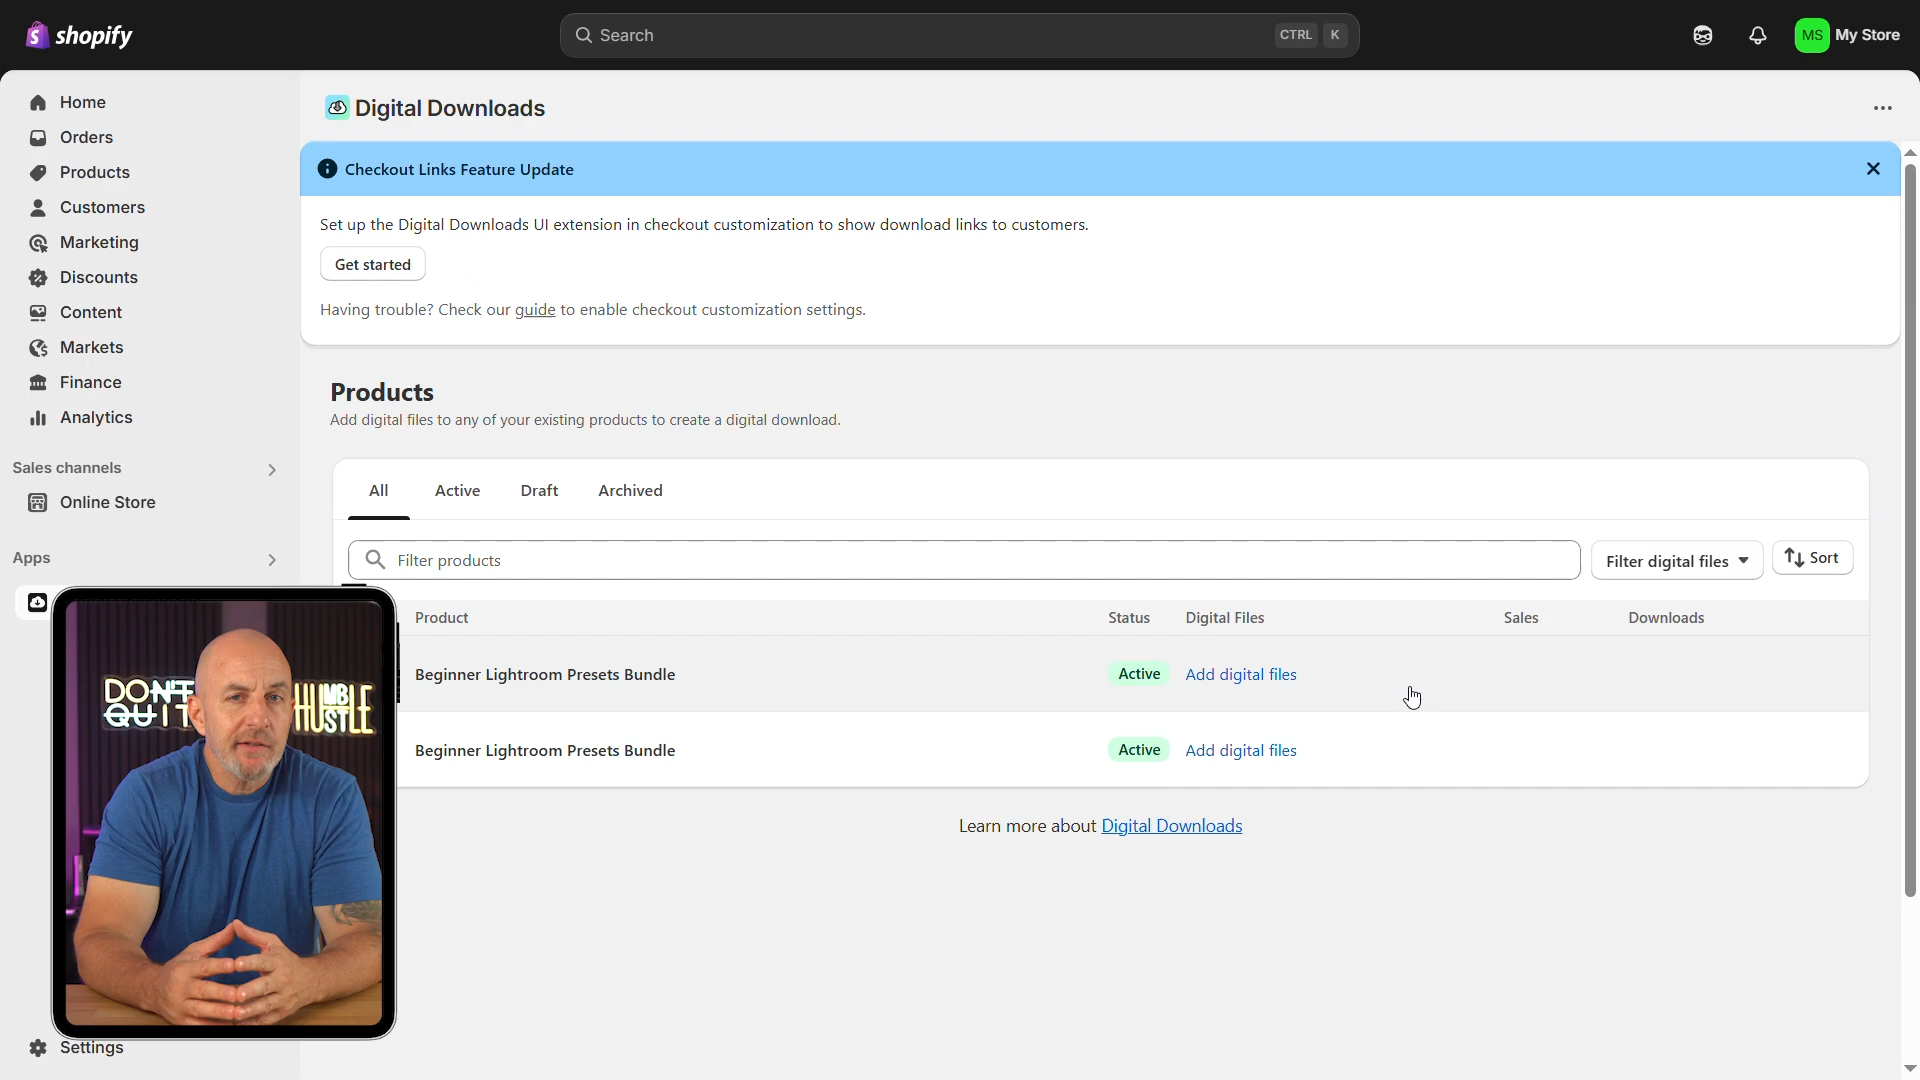 shopify
Search
CTRL K
MS My Store
Home
Orders
Products
Customers
Marketing
Discounts
Content
Markets
Finance
Analytics
Sales channels
Online Store
Apps
Settings
Digital Downloads
Checkout Links Feature Update
Set up the Digital Downloads UI extension in checkout customization to show download links to customers.
Get started
Having trouble? Check our guide to enable checkout customization settings.
Products
Add digital files to any of your existing products to create a digital download.
All Active Draft Archived
Filter products
Filter digital files
Sort
Product Status Digital Files Sales Downloads
Beginner Lightroom Presets Bundle Active Add digital files
Beginner Lightroom Presets Bundle Active Add digital files
Learn more about Digital Downloads
DON'T
QUIT
HUMBLE
HUSTLE